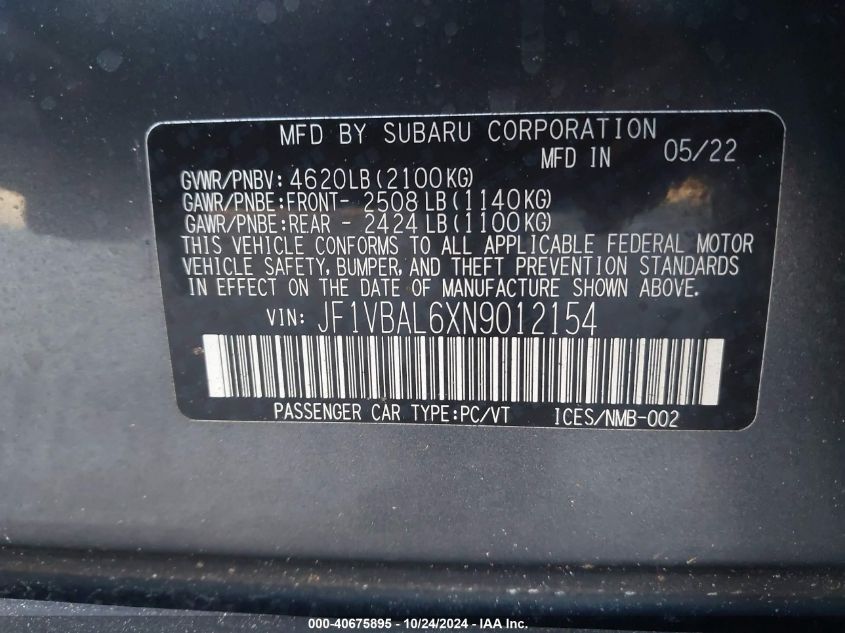 MFD BY SUBARU CORPORATION
MFD IN 05/22
GVWR/PNBV: 4620LB(2100KG)
GAWR/PNBE:FRONT- 2508 LB(1140KG)
GAWR/PNBE:REAR - 2424 LB(1100KG)
THIS VEHICLE CONFORMS TO ALL APPLICABLE FEDERAL MOTOR
VEHICLE SAFETY, BUMPER, AND THEFT PREVENTION STANDARDS
IN EFFECT ON THE DATE OF MANUFACTURE SHOWN ABOVE.
VIN: JF1VBAL6XN9012154
PASSENGER CAR TYPE:PC/VT ICES/NMB-002
000-40675895 - 10/24/2024 - IAA Inc.